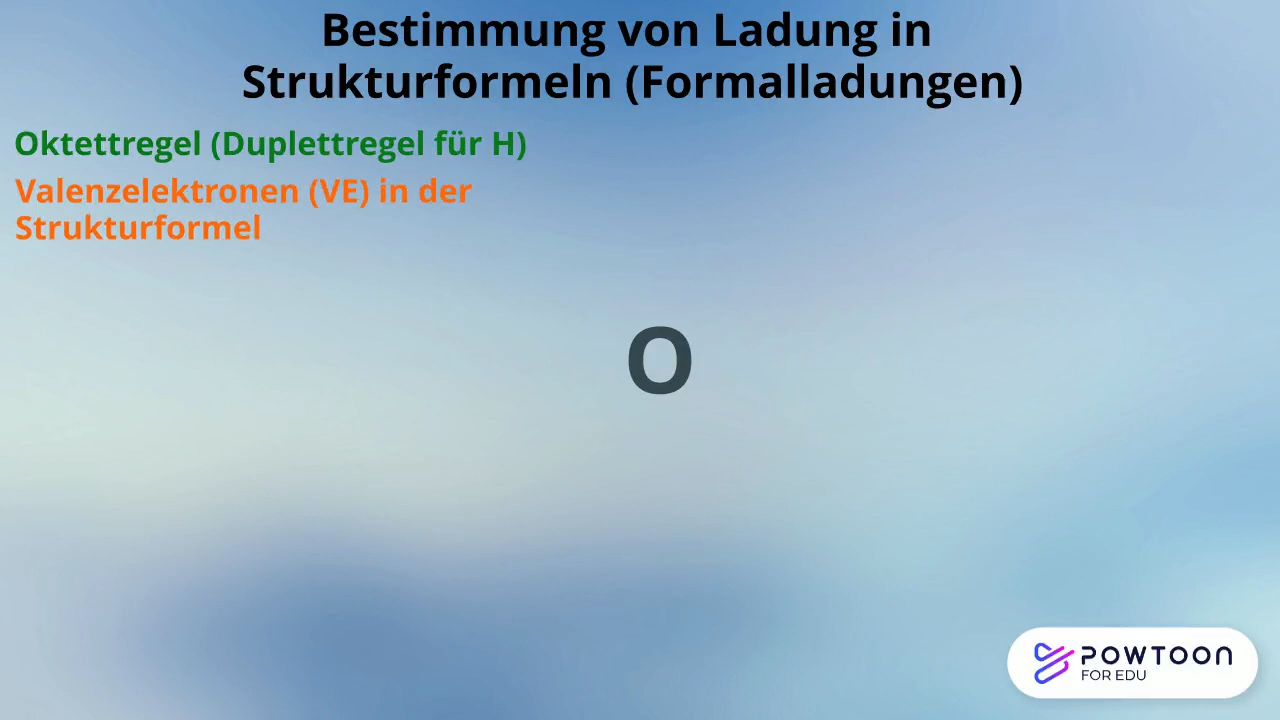 Bestimmung von Ladung in
Strukturformeln (Formalladungen)
Oktettregel (Duplettregel für H)
Valenzelektronen (VE) in der
Strukturformel
O
POWTOON
FOR EDU